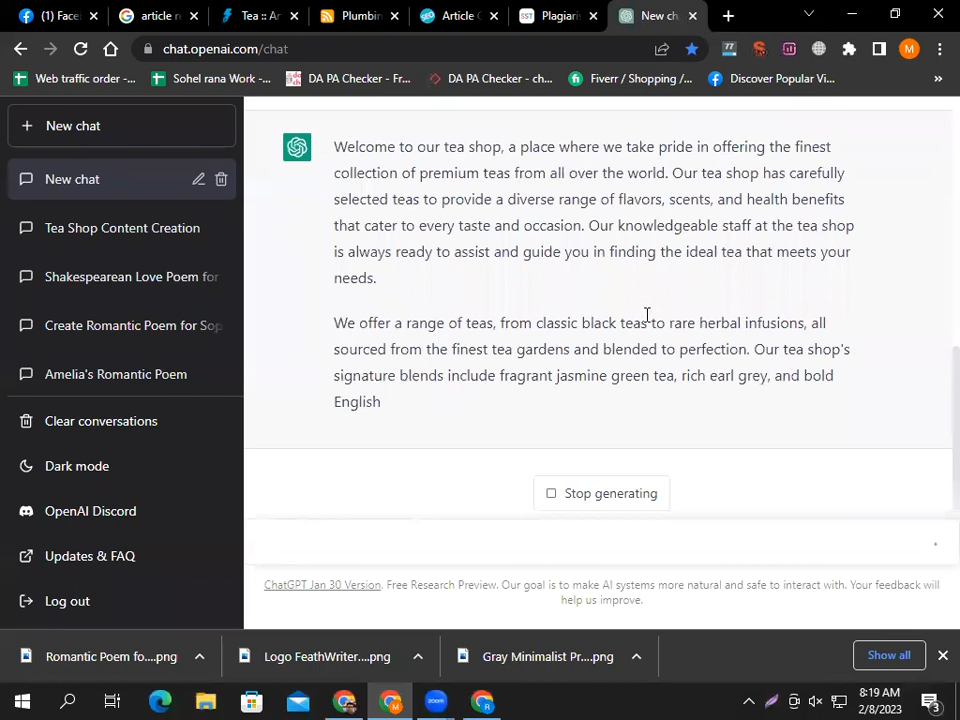 (1) Face
article re
Tea :: Ar
Plumbin
Article G
Plagiaris
New ch
chat.openai.com/chat
M
Web traffic order -...
Sohel rana Work -...
DA PA Checker - Fr...
DA PA Checker - ch...
Fiverr / Shopping /...
Discover Popular Vi...
»
+ New chat
New chat
Tea Shop Content Creation
Shakespearean Love Poem for
Create Romantic Poem for Sop
Amelia's Romantic Poem
Clear conversations
Dark mode
OpenAI Discord
Updates & FAQ
Log out
Welcome to our tea shop, a place where we take pride in offering the finest
collection of premium teas from all over the world. Our tea shop has carefully
selected teas to provide a diverse range of flavors, scents, and health benefits
that cater to every taste and occasion. Our knowledgeable staff at the tea shop
is always ready to assist and guide you in finding the ideal tea that meets your
needs.
We offer a range of teas, from classic black teas to rare herbal infusions, all
sourced from the finest tea gardens and blended to perfection. Our tea shop's
signature blends include fragrant jasmine green tea, rich earl grey, and bold
English
Stop generating
ChatGPT Jan 30 Version. Free Research Preview. Our goal is to make AI systems more natural and safe to interact with. Your feedback will
help us improve.
Romantic Poem fo....png
Logo FeathWriter....png
Gray Minimalist Pr....png
Show all
8:19 AM
2/8/2023
3